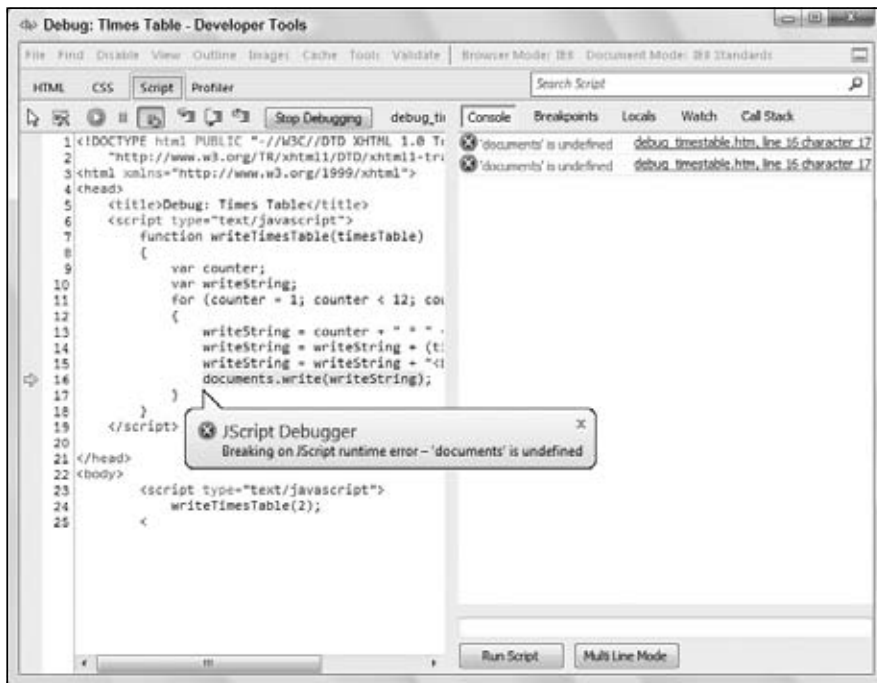 Debug: TImes Table - Developer Tools
File Find Disable View Outline Images Cache Tools Validate Browser Mode: IE8 Document Mode: IE8 Standards
HTML CSS Script Profiler
Search Script
Stop Debugging debug_ti
Console Breakpoints Locals Watch Call Stack
1 <!DOCTYPE html PUBLIC "-//W3C//DTD XHTML 1.0 Tr
2 "http://www.w3.org/TR/xhtml1/DTD/xhtml1-tra
3 <html xmlns="http://www.w3.org/1999/xhtml">
4 <head>
5 <title>Debug: Times Table</title>
6 <script type="text/javascript">
7 function writeTimesTable(timesTable)
8 {
9 var counter;
10 var writeString;
11 for (counter = 1; counter < 12; cou
12 {
13 writeString = counter + " * " +
14 writeString = writeString + (ti
15 writeString = writeString + "<b
16 documents.write(writeString);
17 }
18 }
19 </script>
20
21 </head>
22 <body>
23 <script type="text/javascript">
24 writeTimesTable(2);
25 <
JScript Debugger
Breaking on JScript runtime error – 'documents' is undefined
'documents' is undefined debug_timestable.htm, line 16 character 17
'documents' is undefined debug_timestable.htm, line 16 character 17
Run Script Multi Line Mode